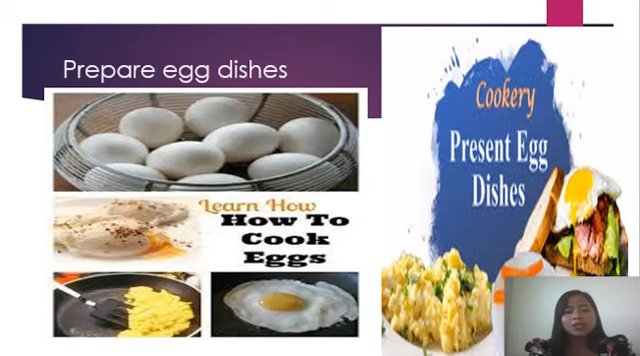 Prepare egg dishes
Learn How
How To
Cook
Eggs
Cookery
Present Egg
Dishes